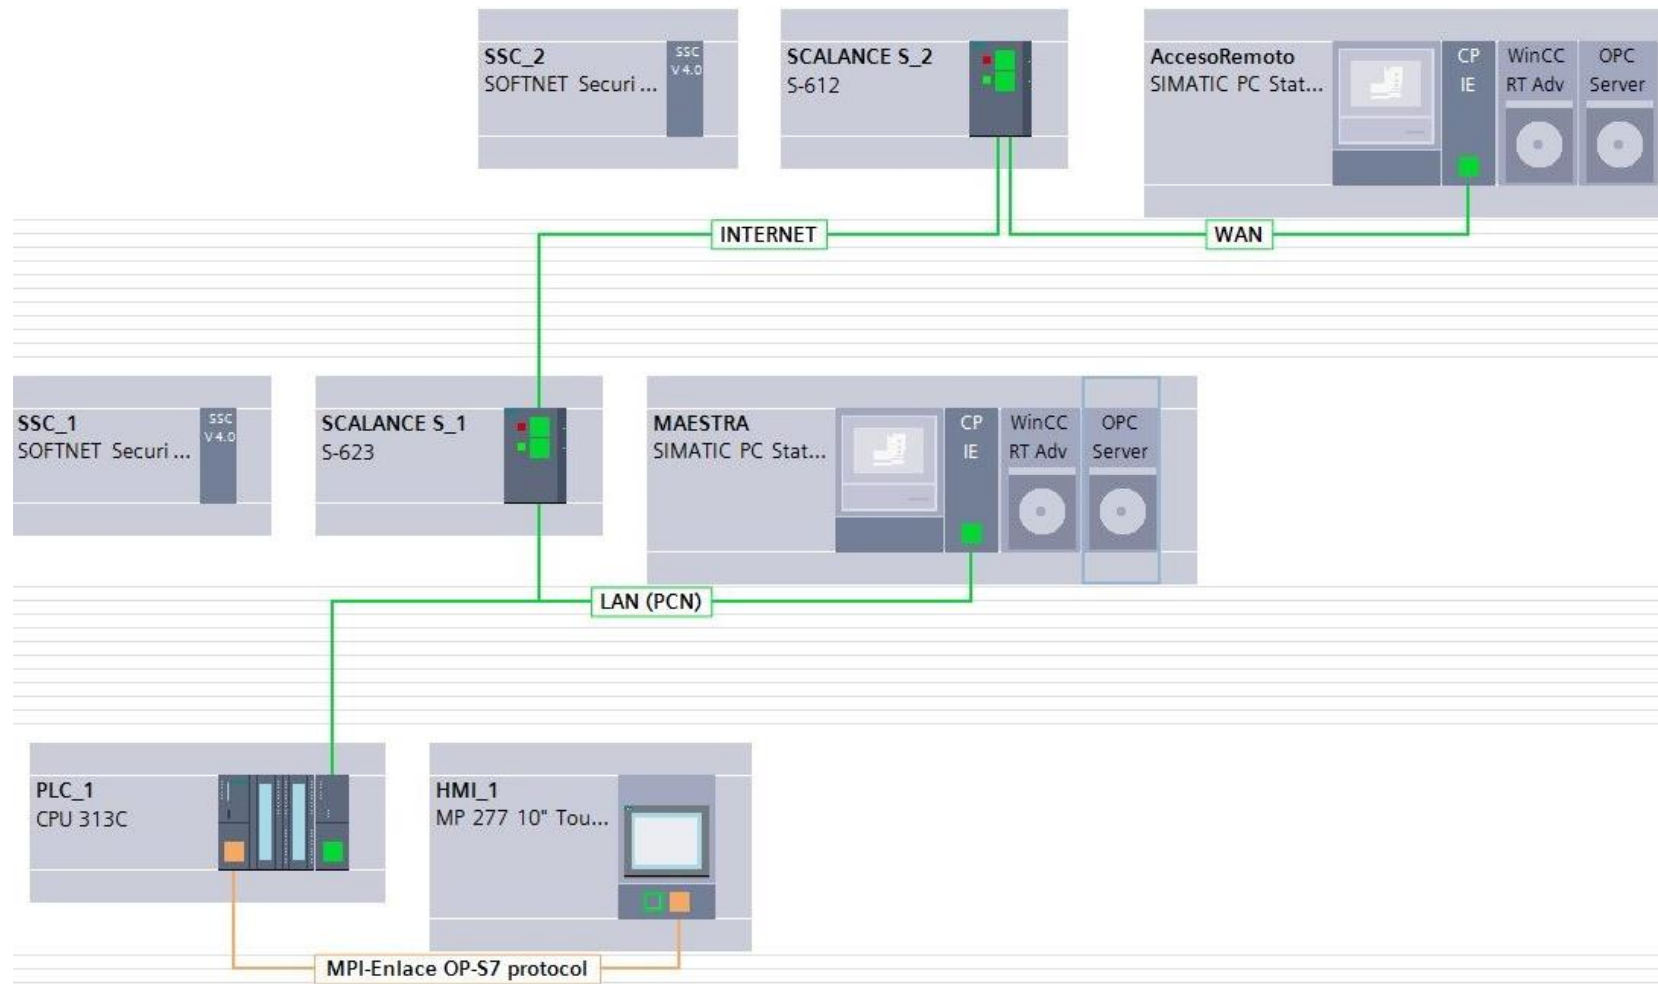 SSC_2
SOFTNET Securi...
SSC
V4.0
SCALANCE S_2
S-612
AccesoRemoto
SIMATIC PC Stat...
CP
IE
WinCC
RT Adv
OPC
Server
INTERNET
WAN
SSC_1
SOFTNET Securi...
SSC
V4.0
SCALANCE S_1
S-623
MAESTRA
SIMATIC PC Stat...
CP
IE
WinCC
RT Adv
OPC
Server
LAN (PCN)
PLC_1
CPU 313C
HMI_1
MP 277 10" Tou...
MPI-Enlace OP-S7 protocol